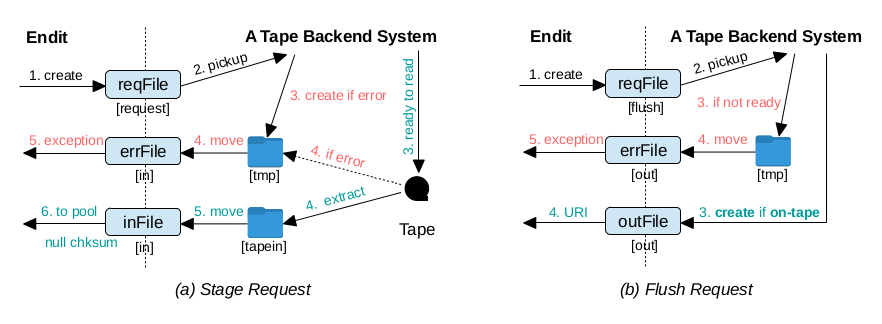 Endit
A Tape Backend System
1. create
reqFile
[request]
2. pickup
3. create if error
3. ready to read
5. exception
errFile
[in]
4. move
[tmp]
4. if error
4. extract
6. to pool
null chksum
inFile
[in]
5. move
[tapein]
Tape
(a) Stage Request
Endit
A Tape Backend System
1. create
reqFile
[flush]
2. pickup
3. if not ready
5. exception
errFile
[out]
4. move
[tmp]
4. URI
outFile
[out]
3. create if on-tape
(b) Flush Request